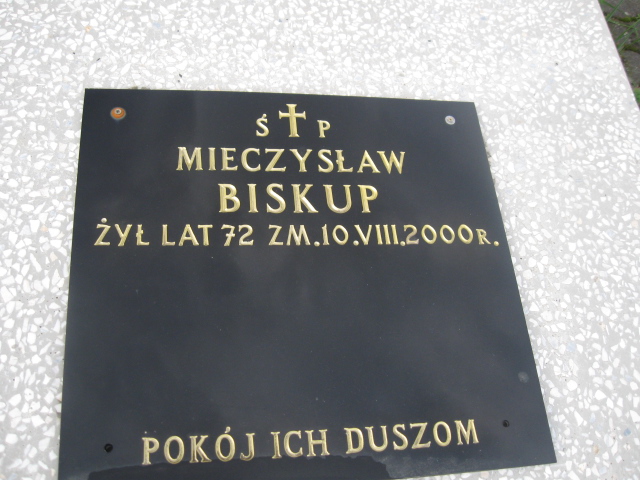 Ś † P
MIECZYSŁAW
BISKUP
ŻYŁ LAT 72 ZM.10.VIII.2000R.
POKÓJ ICH DUSZOM